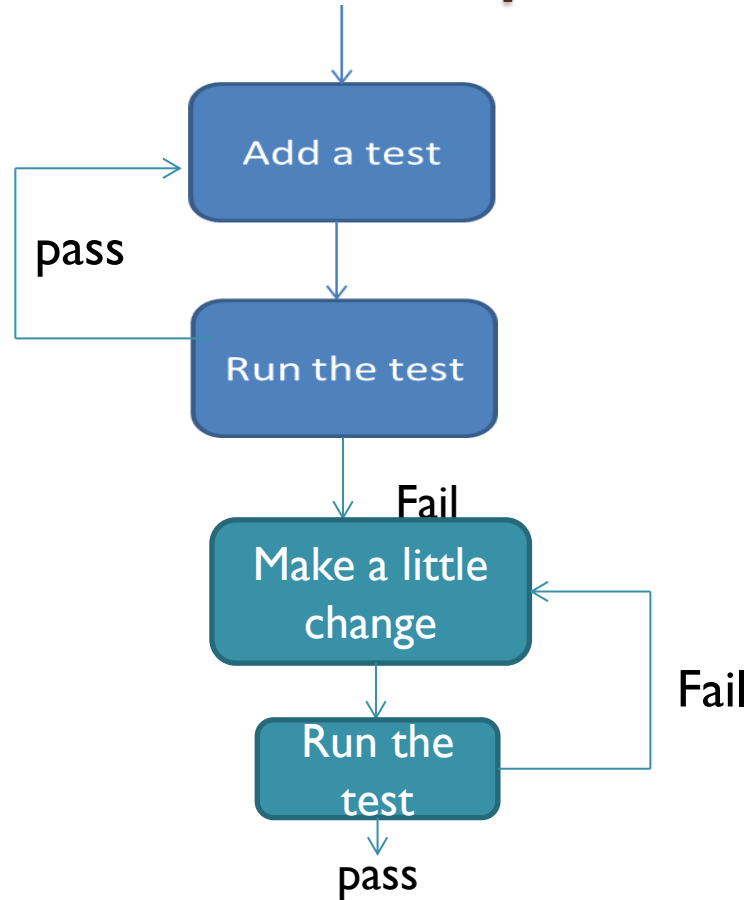 Add a test
pass
Run the test
Fail
Make a little
change
Fail
Run the
test
pass